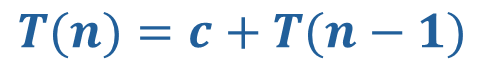 T(n) = c + T(n − 1)